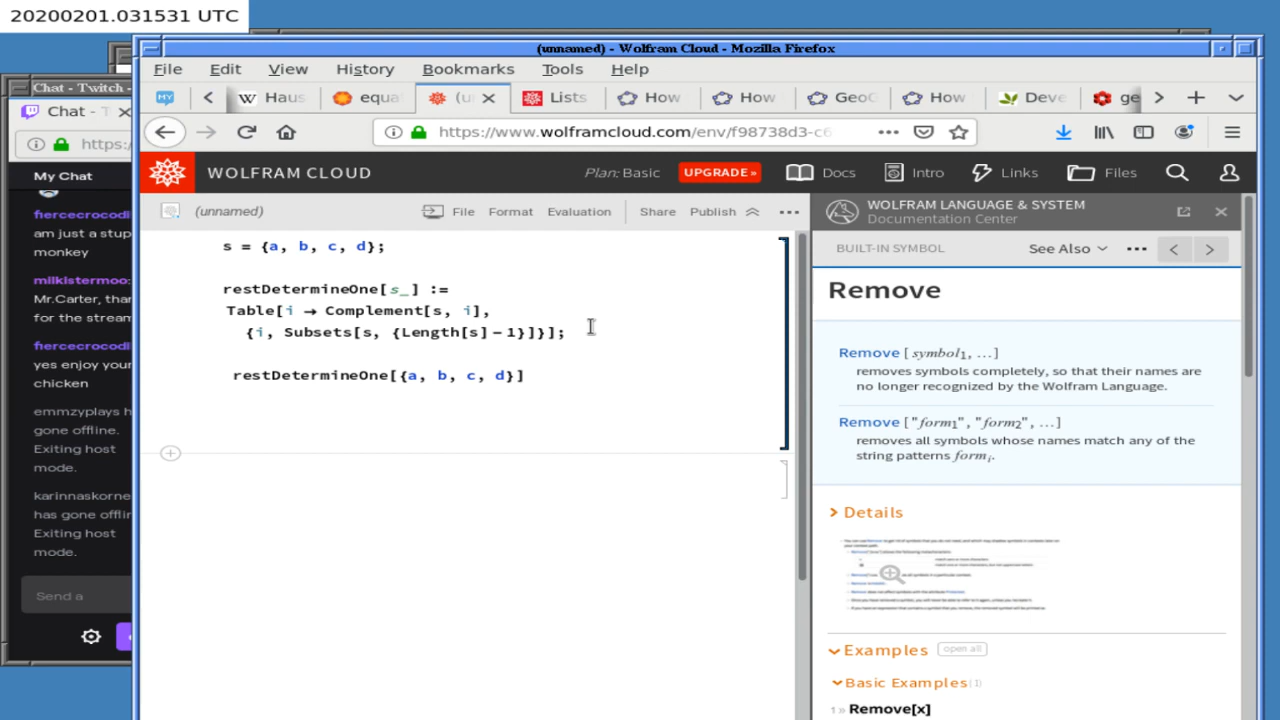 20200201.031531 UTC
(unnamed) - Wolfram Cloud - Mozilla Firefox
File Edit View History Bookmarks Tools Help
Chat - Twitch -
Chat - T
Haus equa (u Lists How How GeoG How Deve ge
https:/
https://www.wolframcloud.com/env/f98738d3-c6
My Chat
WOLFRAM CLOUD
Plan: Basic
UPGRADE »
Docs Intro Links Files
(unnamed)
File Format Evaluation Share Publish
WOLFRAM LANGUAGE & SYSTEM
Documentation Center
BUILT-IN SYMBOL
See Also
fiercecrocodi
am just a stup
monkey
milkistermoo:
Mr.Carter, tha
for the stream
fiercecrocodi
yes enjoy your
chicken
emmzyplays h
gone offline.
Exiting host
mode.
karinnaskorne
has gone offlin
Exiting host
mode.
Send a
s = {a, b, c, d};
restDetermineOne[s_] :=
Table[i → Complement[s, i],
{i, Subsets[s, {Length[s] - 1}]}];
restDetermineOne[{a, b, c, d}]
Remove
Remove[symbol1, …]
removes symbols completely, so that their names are
no longer recognized by the Wolfram Language.
Remove["form1", "form2", …]
removes all symbols whose names match any of the
string patterns formi.
Details
Examples open all
Basic Examples (1)
1 Remove[x]